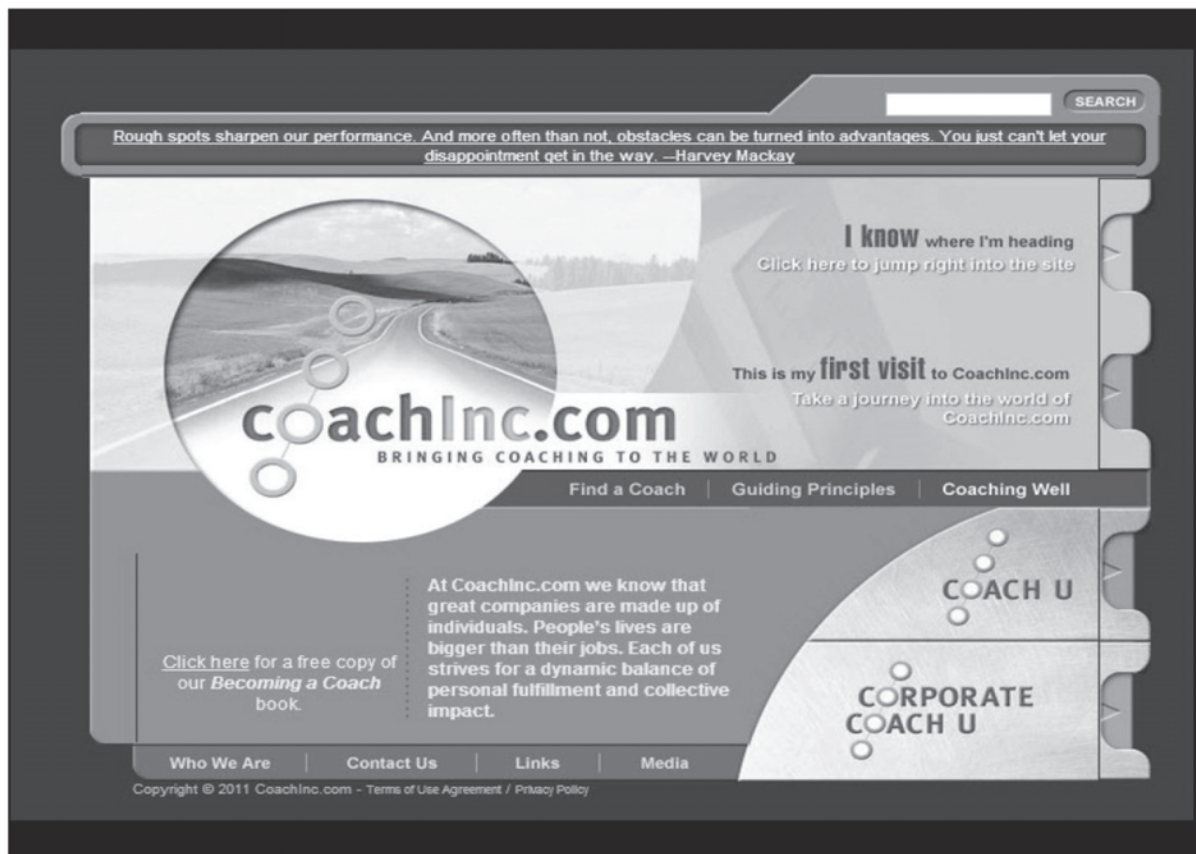 SEARCH
Rough spots sharpen our performance. And more often than not, obstacles can be turned into advantages. You just can't let your
disappointment get in the way. —Harvey Mackay
I know where I'm heading
Click here to jump right into the site
This is my first visit to CoachInc.com
Take a journey into the world of
CoachInc.com
coachInc.com
BRINGING COACHING TO THE WORLD
Find a Coach | Guiding Principles | Coaching Well
At CoachInc.com we know that
great companies are made up of
individuals. People's lives are
bigger than their jobs. Each of us
strives for a dynamic balance of
personal fulfillment and collective
impact.
Click here for a free copy of
our Becoming a Coach
book.
COACH U
CORPORATE
COACH U
Who We Are | Contact Us | Links | Media
Copyright © 2011 CoachInc.com - Terms of Use Agreement / Privacy Policy